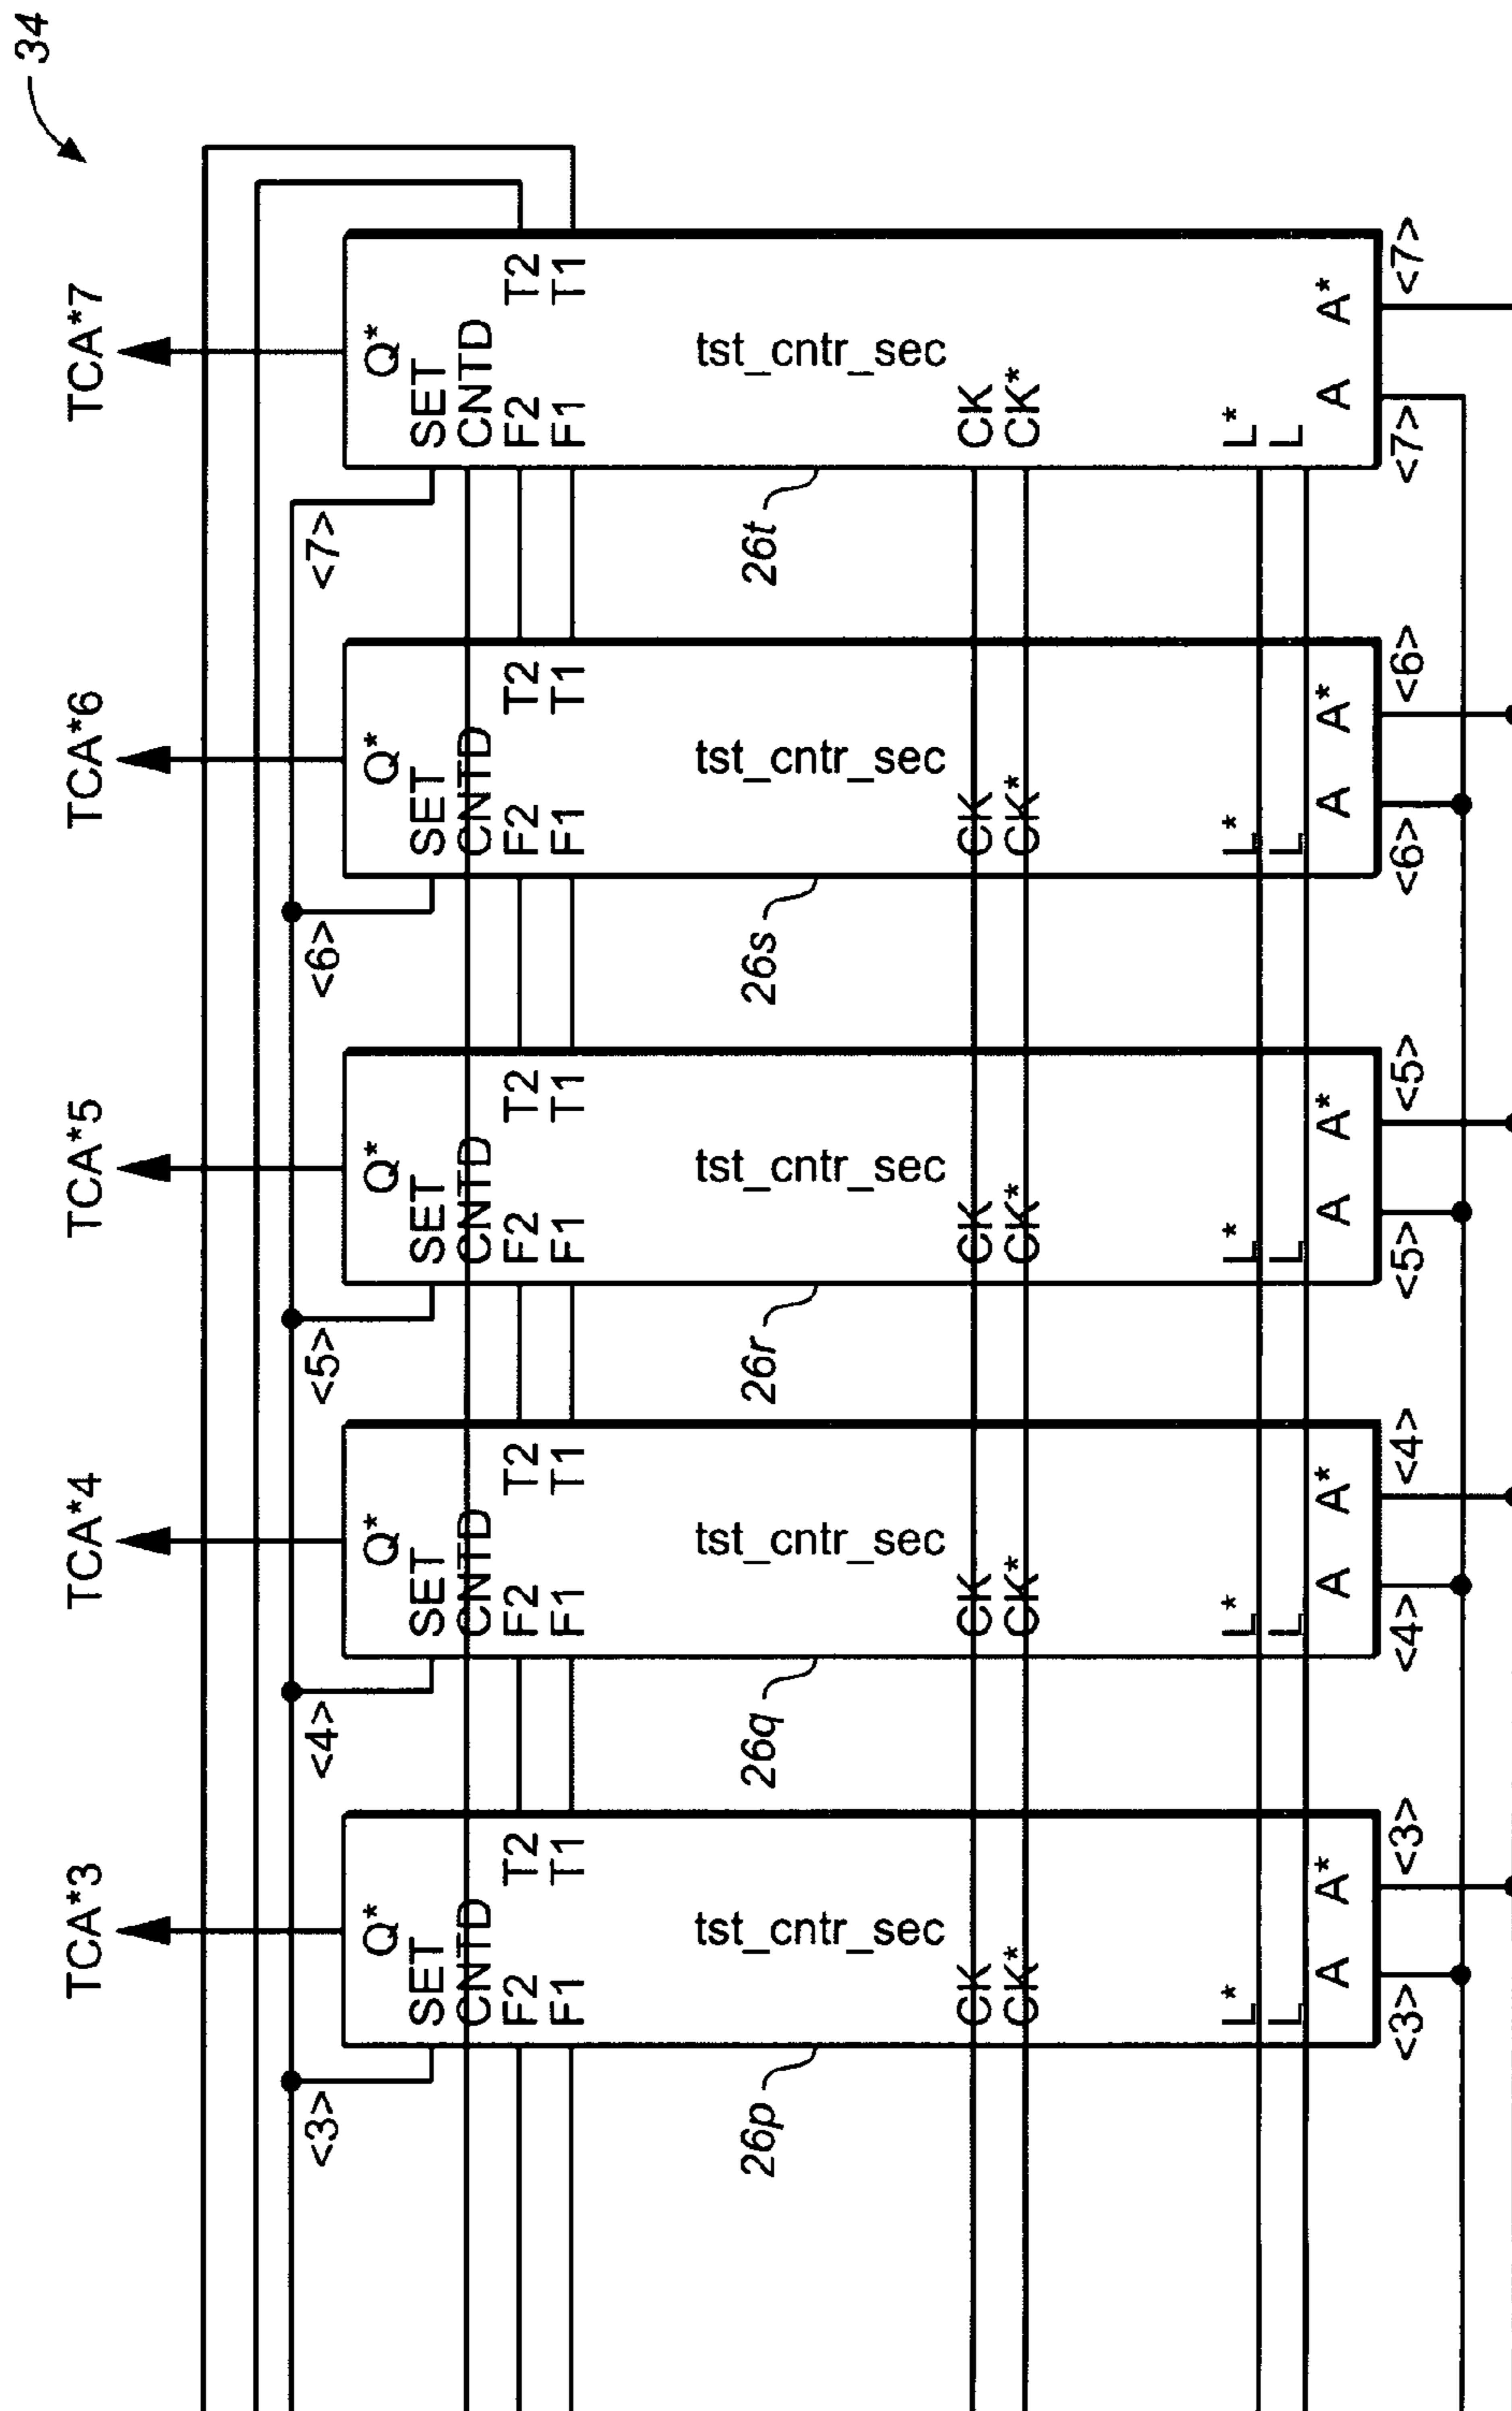 34
TCA*3
TCA*4
TCA*5
TCA*6
TCA*7
<3>
<4>
<5>
<6>
<7>
Q*
SET
CNTD
F2 T2
F1 T1
tst_cntr_sec
CK
CK*
L*
L
A A*
26p
<3> <3>
Q*
SET
CNTD
F2 T2
F1 T1
tst_cntr_sec
CK
CK*
L*
L
A A*
26q
<4> <4>
Q*
SET
CNTD
F2 T2
F1 T1
tst_cntr_sec
CK
CK*
L*
L
A A*
26r
<5> <5>
Q*
SET
CNTD
F2 T2
F1 T1
tst_cntr_sec
CK
CK*
L*
L
A A*
26s
<6> <6>
Q*
SET
CNTD
F2 T2
F1 T1
tst_cntr_sec
CK
CK*
L*
L
A A*
26t
<7> <7>